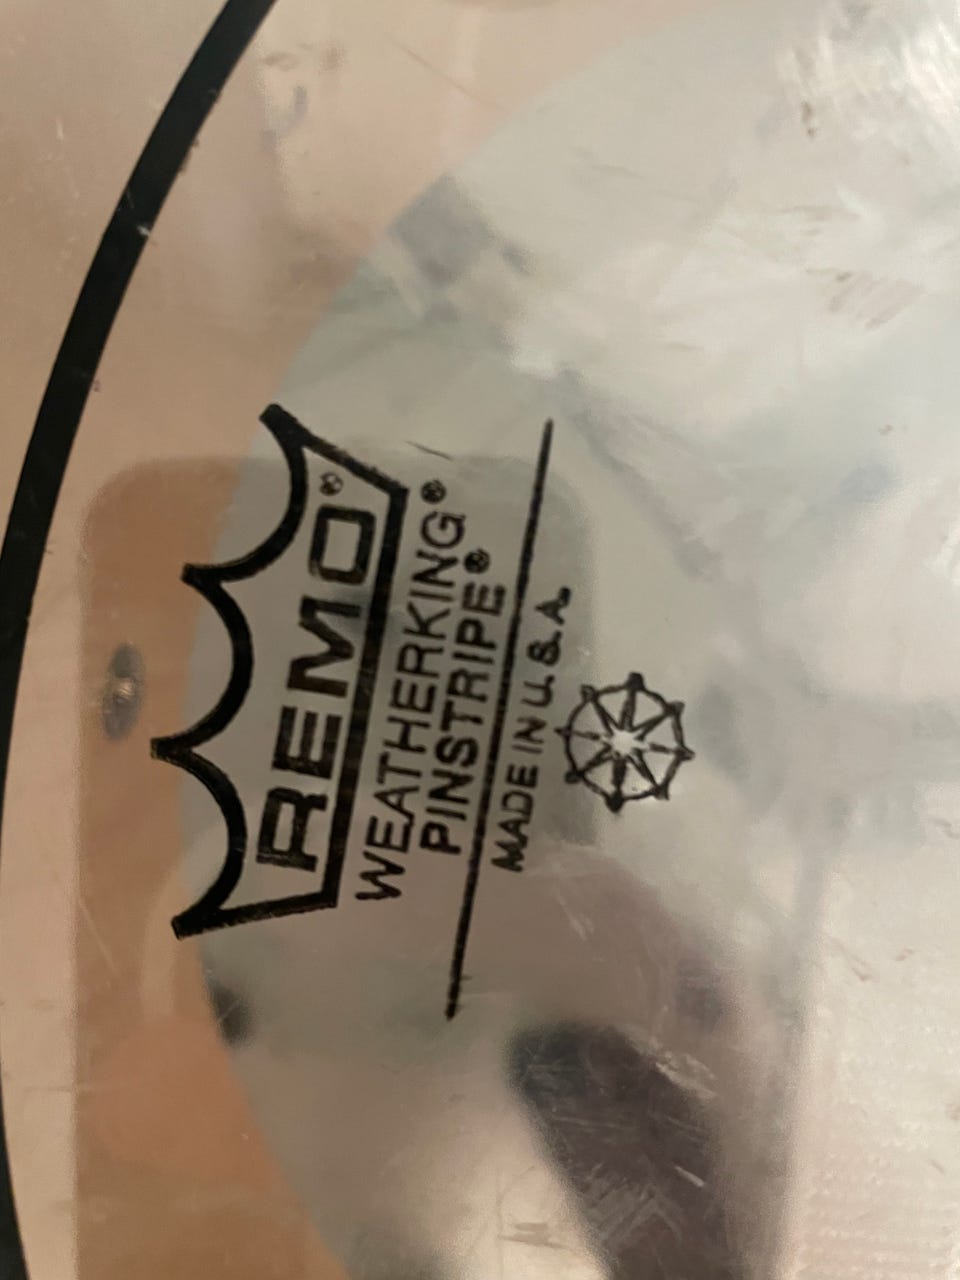 REMO®
WEATHERKING®
PINSTRIPE®
MADE IN U.S.A.